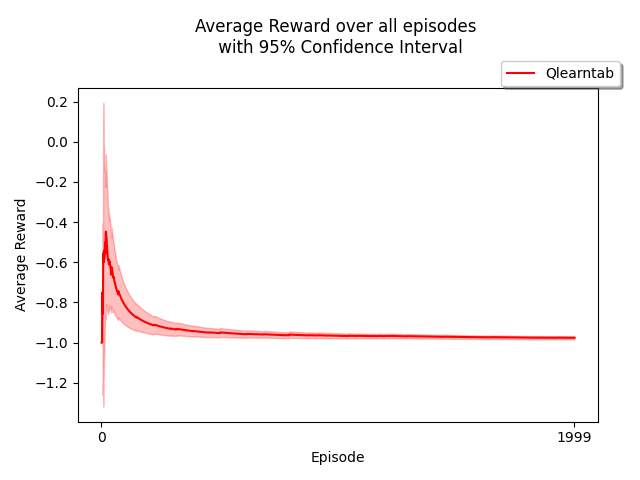 Average Reward over all episodes
with 95% Confidence Interval
Qlearntab
Average Reward
0.2
0.0
−0.2
−0.4
−0.6
−0.8
−1.0
−1.2
0
1999
Episode